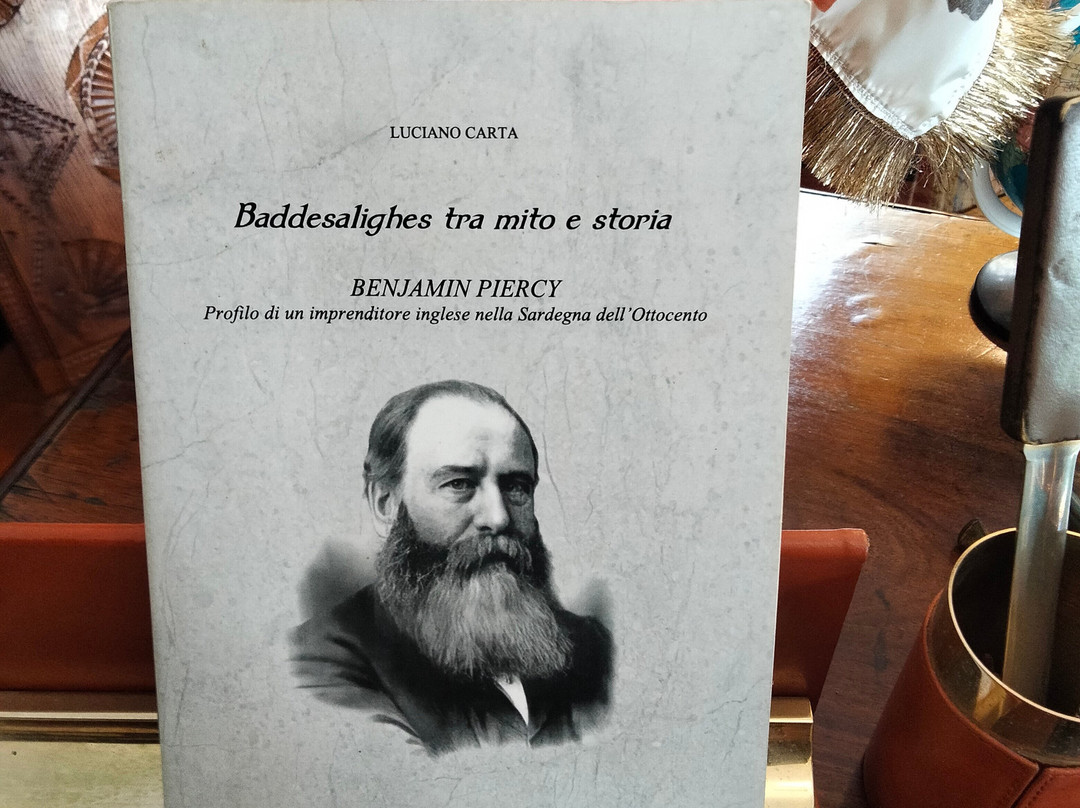 LUCIANO CARTA
Baddesalighes tra mito e storia
BENJAMIN PIERCY
Profilo di un imprenditore inglese nella Sardegna dell'Ottocento